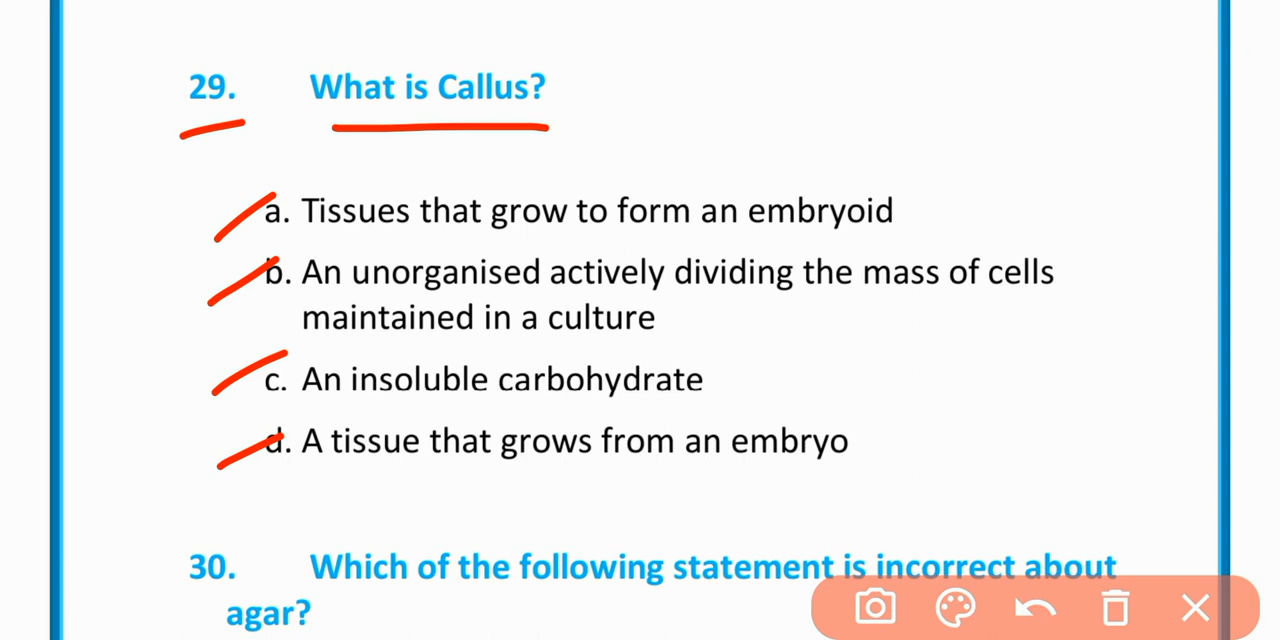 29. What is Callus?
a. Tissues that grow to form an embryoid
b. An unorganised actively dividing the mass of cells
maintained in a culture
c. An insoluble carbohydrate
d. A tissue that grows from an embryo
30. Which of the following statement is incorrect about
agar?